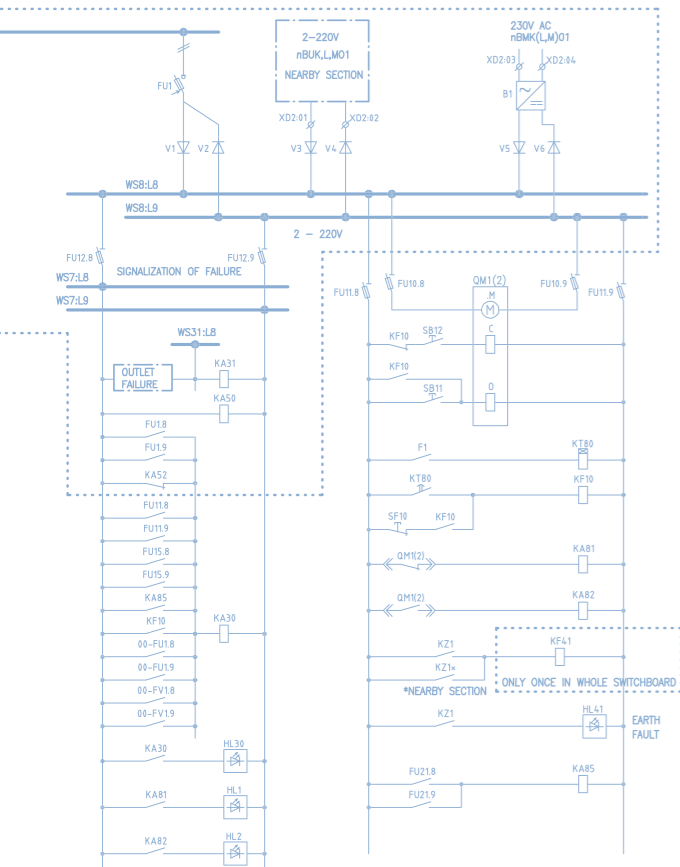 2-220V
nBUK,L,M01
NEARBY SECTION
230V AC
nBMK(L,M)01
XD2:03
XD2:04
FU1
B1
XD2:01
XD2:02
V1
V2
V3
V4
V5
V6
WS8:L8
WS8:L9
2 - 220V
FU12.8
FU12.9
SIGNALIZATION OF FAILURE
WS7:L8
WS7:L9
FU11.8
FU10.8
QM1(2)
FU10.9
FU11.9
.M
M
WS31:L8
KF10
SB12
C
OUTLET
FAILURE
KA31
KF10
SB11
O
KA50
FU1.8
FU1.9
KA52
F1
KT80
KT80
KF10
FU11.8
FU11.9
FU15.8
FU15.9
KA85
KF10
KA30
00-FU1.8
00-FU1.9
00-FV1.8
00-FV1.9
SF10
KF10
QM1(2)
KA81
QM1(2)
KA82
KZ1
KF41
KZ1*
*NEARBY SECTION
ONLY ONCE IN WHOLE SWITCHBOARD
KZ1
HL41
EARTH
FAULT
KA30
HL30
FU21.8
KA85
FU21.9
KA81
HL1
KA82
HL2